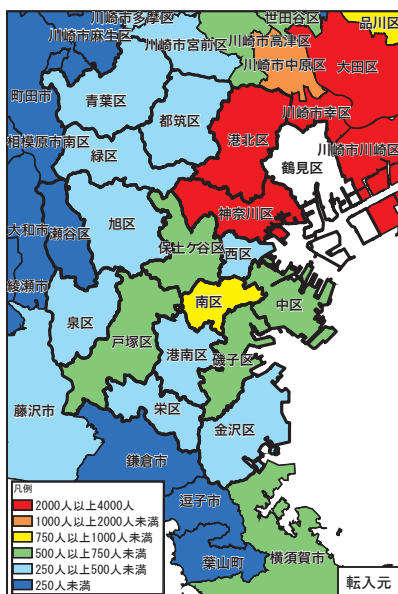 川崎市多摩区
世田谷区
品川区
川崎市麻生区
川崎市宮前区
川崎市高津区
川崎市中原区
大田区
町田市
青葉区
都筑区
港北区
川崎市幸区
相模原市南区
緑区
鶴見区
川崎市川崎区
神奈川区
大和市
瀬谷区
旭区
保土ケ谷区
西区
綾瀬市
泉区
南区
中区
戸塚区
港南区
磯子区
藤沢市
栄区
金沢区
鎌倉市
逗子市
葉山町
横須賀市
凡例
2000人以上4000人
1000人以上2000人未満
750人以上1000人未満
500人以上750人未満
250人以上500人未満
250人未満
転入元